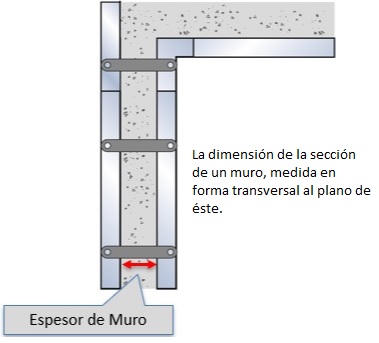 La dimensión de la sección
de un muro, medida en
forma transversal al plano de
éste.
Espesor de Muro